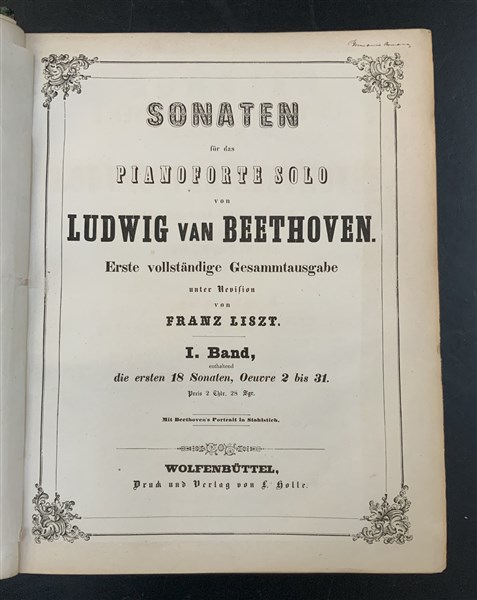 SONATEN
für das
PIANOFORTE SOLO
von
LUDWIG VAN BEETHOVEN.
Erste vollständige Gesammtausgabe
unter Revision
von
FRANZ LISZT.
I. Band,
enthaltend
die ersten 18 Sonaten, Oeuvre 2 bis 31.
Preis 2 Thlr. 24 Ngr.
Mit Beethoven's Portrait in Stahlstich.
WOLFENBÜTTEL,
Druck und Verlag von L. Holle.